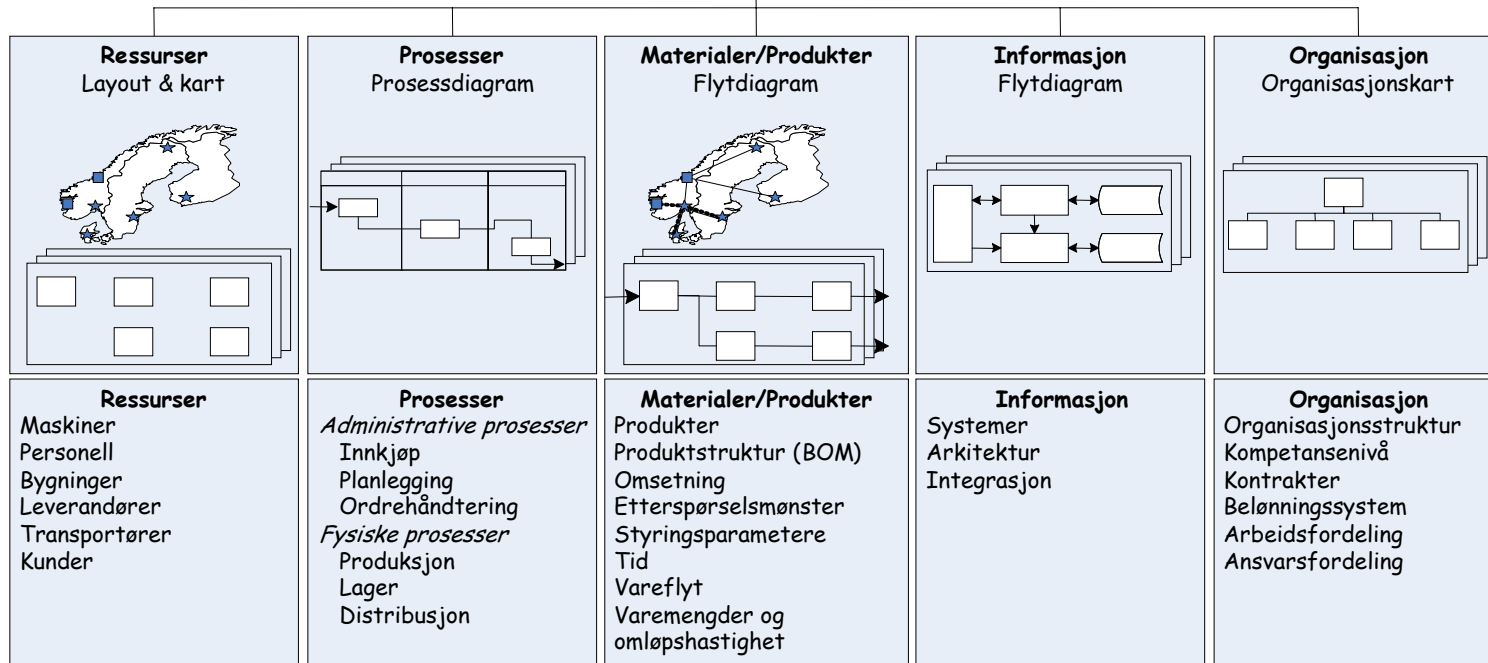 Ressurser
Layout & kart
Prosesser
Prosessdiagram
Materialer/Produkter
Flytdiagram
Informasjon
Flytdiagram
Organisasjon
Organisasjonskart
Ressurser
Maskiner
Personell
Bygninger
Leverandører
Transportører
Kunder
Prosesser
Administrative prosesser
Innkjøp
Planlegging
Ordrehåndtering
Fysiske prosesser
Produksjon
Lager
Distribusjon
Materialer/Produkter
Produkter
Produktstruktur (BOM)
Omsetning
Etterspørselsmønster
Styringsparametere
Tid
Vareflyt
Varemengder og
omløpshastighet
Informasjon
Systemer
Arkitektur
Integrasjon
Organisasjon
Organisasjonsstruktur
Kompetansenivå
Kontrakter
Belønningssystem
Arbeidsfordeling
Ansvarsfordeling